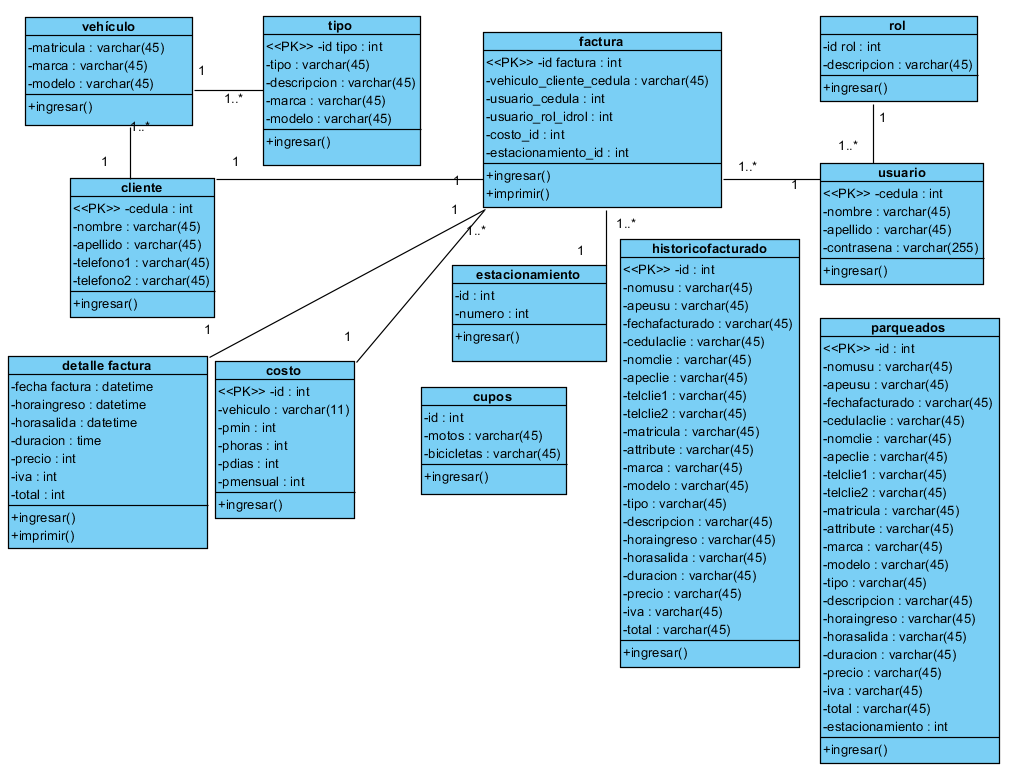 vehículo
-matricula : varchar(45)
-marca : varchar(45)
-modelo : varchar(45)
+ingresar()
1
1..*
tipo
<<PK>> -id tipo : int
-tipo : varchar(45)
-descripcion : varchar(45)
-marca : varchar(45)
-modelo : varchar(45)
+ingresar()
factura
<<PK>> -id factura : int
-vehiculo_cliente_cedula : varchar(45)
-usuario_cedula : int
-usuario_rol_idrol : int
-costo_id : int
-estacionamiento_id : int
+ingresar()
+imprimir()
rol
-id rol : int
-descripcion : varchar(45)
+ingresar()
1
1..*
1..*
1
usuario
<<PK>> -cedula : int
-nombre : varchar(45)
-apellido : varchar(45)
-contrasena : varchar(255)
+ingresar()
1..*
1
1
1
cliente
<<PK>> -cedula : int
-nombre : varchar(45)
-apellido : varchar(45)
-telefono1 : varchar(45)
-telefono2 : varchar(45)
+ingresar()
1
1..*
1..*
1
estacionamiento
-id : int
-numero : int
+ingresar()
historicofacturado
<<PK>> -id : int
-nomusu : varchar(45)
-apeusu : varchar(45)
-fechafacturado : varchar(45)
-cedulaclie : varchar(45)
-nomclie : varchar(45)
-apeclie : varchar(45)
-telclie1 : varchar(45)
-telclie2 : varchar(45)
-matricula : varchar(45)
-attribute : varchar(45)
-marca : varchar(45)
-modelo : varchar(45)
-tipo : varchar(45)
-descripcion : varchar(45)
-horaingreso : varchar(45)
-horasalida : varchar(45)
-duracion : varchar(45)
-precio : varchar(45)
-iva : varchar(45)
-total : varchar(45)
+ingresar()
parqueados
<<PK>> -id : int
-nomusu : varchar(45)
-apeusu : varchar(45)
-fechafacturado : varchar(45)
-cedulaclie : varchar(45)
-nomclie : varchar(45)
-apeclie : varchar(45)
-telclie1 : varchar(45)
-telclie2 : varchar(45)
-matricula : varchar(45)
-attribute : varchar(45)
-marca : varchar(45)
-modelo : varchar(45)
-tipo : varchar(45)
-descripcion : varchar(45)
-horaingreso : varchar(45)
-horasalida : varchar(45)
-duracion : varchar(45)
-precio : varchar(45)
-iva : varchar(45)
-total : varchar(45)
-estacionamiento : int
+ingresar()
1
1
detalle factura
-fecha factura : datetime
-horaingreso : datetime
-horasalida : datetime
-duracion : time
-precio : int
-iva : int
-total : int
+ingresar()
+imprimir()
costo
<<PK>> -id : int
-vehiculo : varchar(11)
-pmin : int
-phoras : int
-pdias : int
-pmensual : int
+ingresar()
cupos
-id : int
-motos : varchar(45)
-bicicletas : varchar(45)
+ingresar()